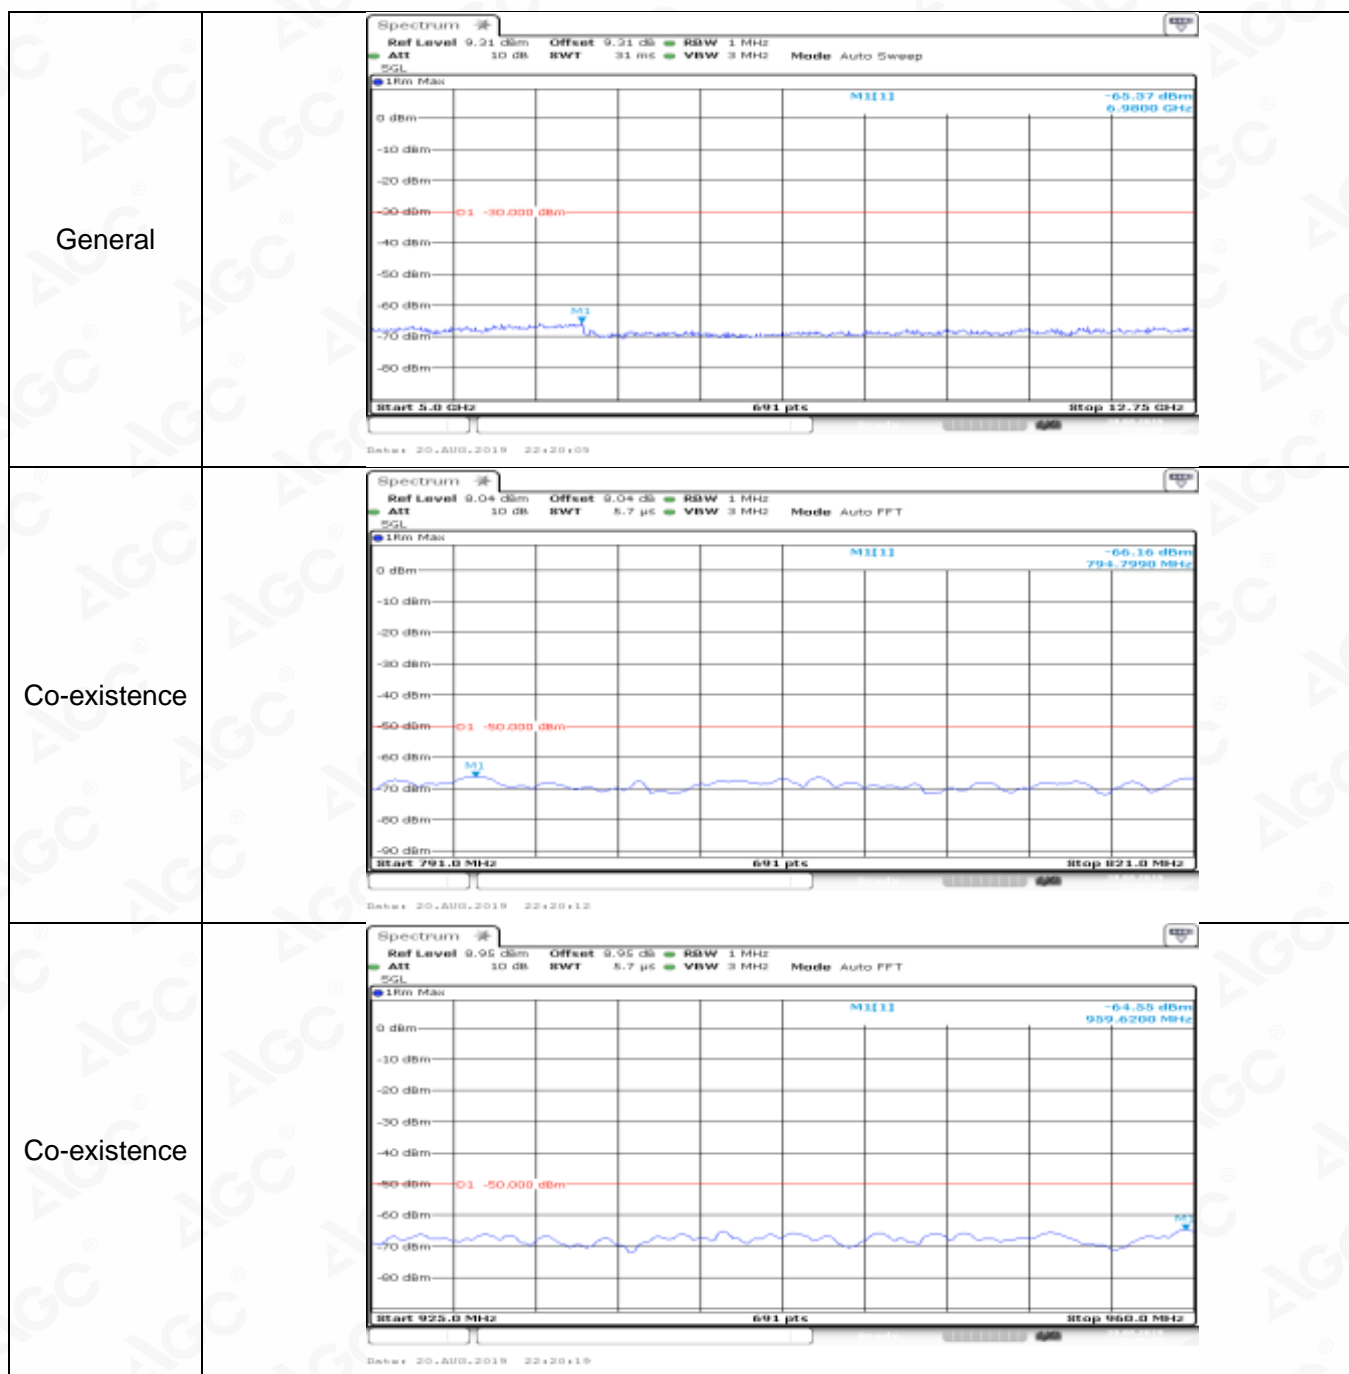 General
Spectrum
Ref Level 9.31 dBm Offset 9.31 dB RBW 1 MHz
Att 10 dB SWT 31 ms VBW 3 MHz Mode Auto Sweep
SGL
1Rm Max
M1[1] -65.37 dBm
6.9800 GHz
0 dBm
-10 dBm
-20 dBm
-30 dBm D1 -30.000 dBm
-40 dBm
-50 dBm
-60 dBm
M1
-70 dBm
-80 dBm
Start 5.0 GHz 691 pts Stop 12.75 GHz
Date: 20.AUG.2019 22:20:05
Co-existence
Spectrum
Ref Level 8.04 dBm Offset 8.04 dB RBW 1 MHz
Att 10 dB SWT 5.7 µs VBW 3 MHz Mode Auto FFT
SGL
1Rm Max
M1[1] -66.16 dBm
794.7990 MHz
0 dBm
-10 dBm
-20 dBm
-30 dBm
-40 dBm
-50 dBm D1 -50.000 dBm
-60 dBm
M1
-70 dBm
-80 dBm
-90 dBm
Start 791.0 MHz 691 pts Stop 821.0 MHz
Date: 20.AUG.2019 22:20:12
Co-existence
Spectrum
Ref Level 8.95 dBm Offset 8.95 dB RBW 1 MHz
Att 10 dB SWT 5.7 µs VBW 3 MHz Mode Auto FFT
SGL
1Rm Max
M1[1] -64.55 dBm
959.6200 MHz
0 dBm
-10 dBm
-20 dBm
-30 dBm
-40 dBm
-50 dBm D1 -50.000 dBm
-60 dBm
M1
-70 dBm
-80 dBm
Start 925.0 MHz 691 pts Stop 960.0 MHz
Date: 20.AUG.2019 22:20:19